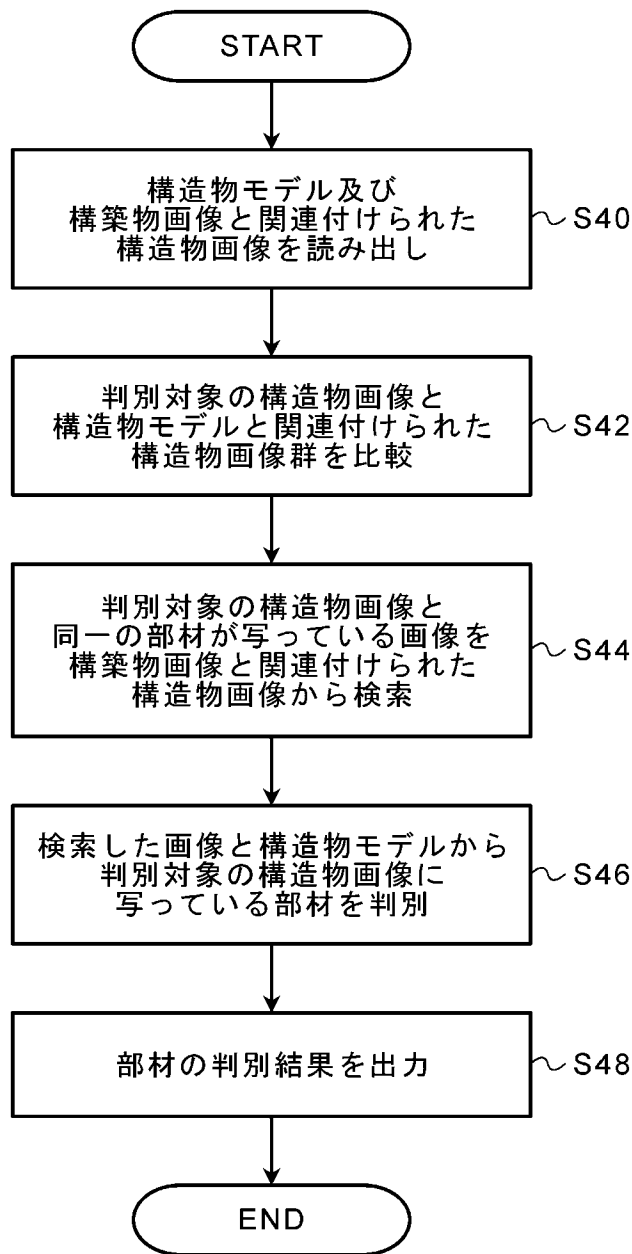 START
構造物モデル及び
構築物画像と関連付けられた
構造物画像を読み出し
S40
判別対象の構造物画像と
構造物モデルと関連付けられた
構造物画像群を比較
S42
判別対象の構造物画像と
同一の部材が写っている画像を
構築物画像と関連付けられた
構造物画像から検索
S44
検索した画像と構造物モデルから
判別対象の構造物画像に
写っている部材を判別
S46
部材の判別結果を出力
S48
END